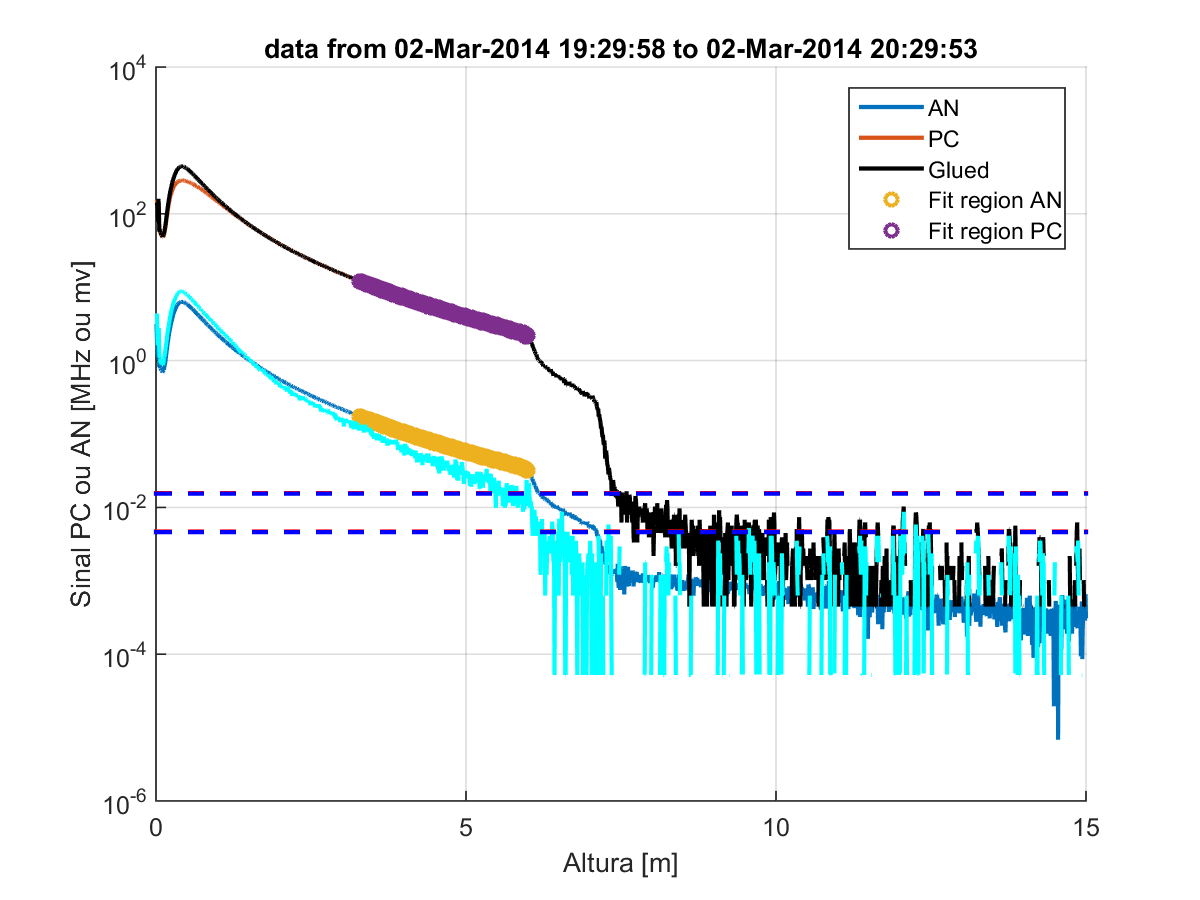 data from 02-Mar-2014 19:29:58 to 02-Mar-2014 20:29:53
AN
PC
Glued
Fit region AN
Fit region PC
Sinal PC ou AN [MHz ou mv]
10^4
10^2
10^0
10^-2
10^-4
10^-6
0
5
10
15
Altura [m]